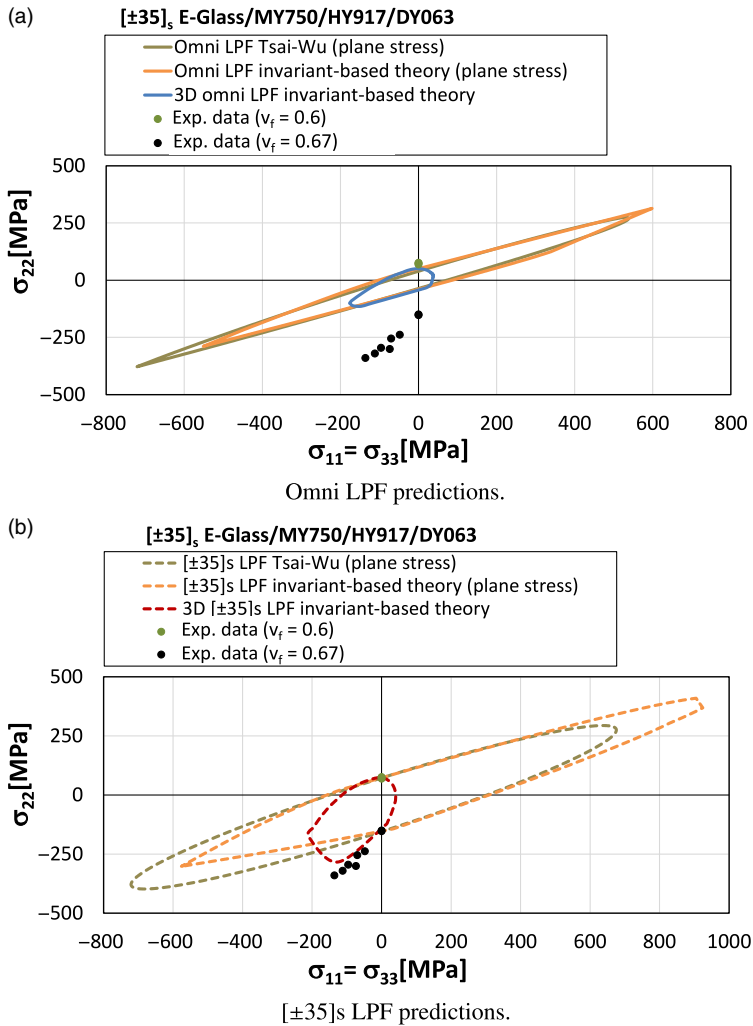 (a)
[±35]s E-Glass/MY750/HY917/DY063
Omni LPF Tsai-Wu (plane stress)
Omni LPF invariant-based theory (plane stress)
3D omni LPF invariant-based theory
Exp. data (vf = 0.6)
Exp. data (vf = 0.67)
500
250
0
−250
−500
σ22[MPa]
−800 −600 −400 −200 0 200 400 600 800
σ11= σ33[MPa]
Omni LPF predictions.
(b)
[±35]s E-Glass/MY750/HY917/DY063
[±35]s LPF Tsai-Wu (plane stress)
[±35]s LPF invariant-based theory (plane stress)
3D [±35]s LPF invariant-based theory
Exp. data (vf = 0.6)
Exp. data (vf = 0.67)
500
250
0
−250
−500
σ22[MPa]
−800 −600 −400 −200 0 200 400 600 800 1000
σ11= σ33[MPa]
[±35]s LPF predictions.